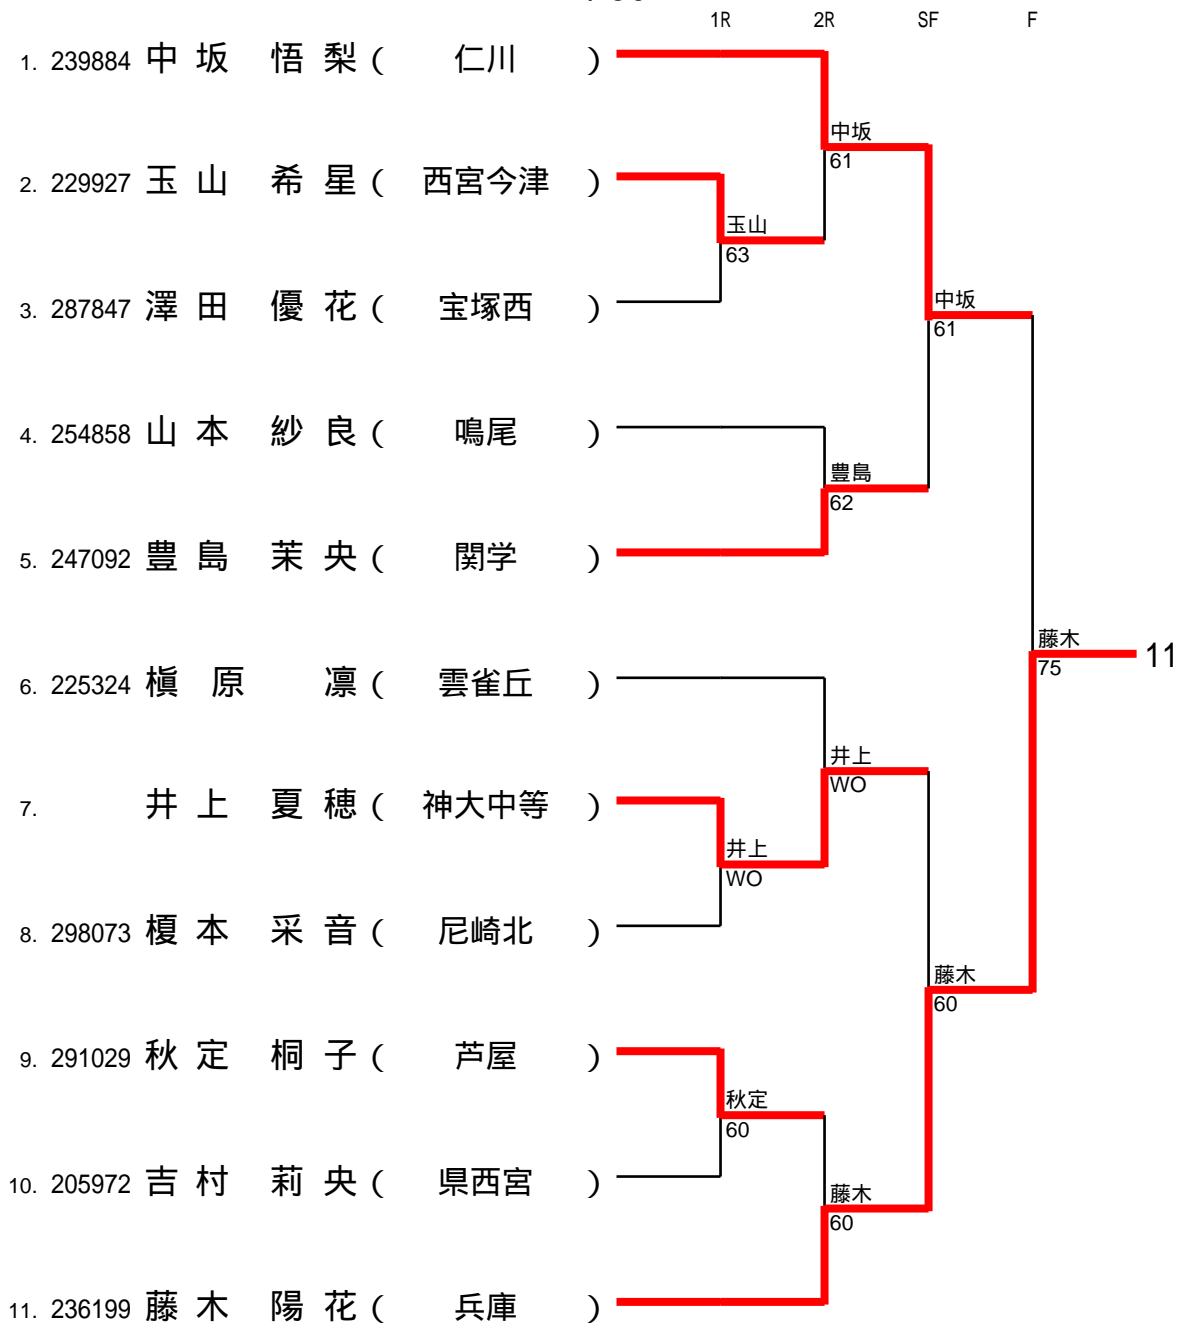 1R 2R SF F
1. 239884 中坂 悟梨 ( 仁川 )
中坂
61
2. 229927 玉山 希星 ( 西宮今津 )
玉山
63
3. 287847 澤田 優花 ( 宝塚西 )
中坂
61
4. 254858 山本 紗良 ( 鳴尾 )
豊島
62
5. 247092 豊島 茉央 ( 関学 )
藤木
75
11
6. 225324 槇原 凛 ( 雲雀丘 )
井上
WO
7. 井上 夏穂 ( 神大中等 )
井上
WO
8. 298073 榎本 采音 ( 尼崎北 )
藤木
60
9. 291029 秋定 桐子 ( 芦屋 )
秋定
60
10. 205972 吉村 莉央 ( 県西宮 )
藤木
60
11. 236199 藤木 陽花 ( 兵庫 )